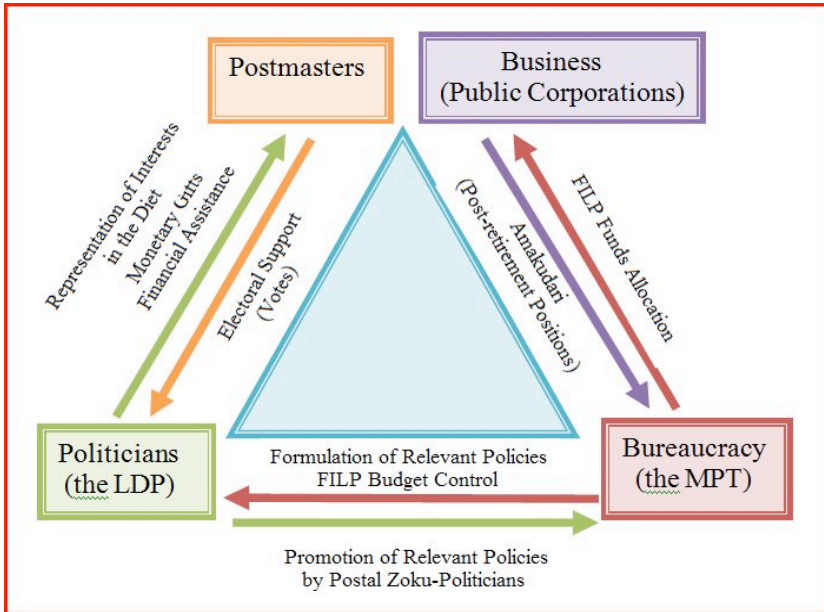 Postmasters
Business
(Public Corporations)
Representation of Interests
in the Diet
Monetary Gifts
Financial Assistance
Electoral Support
(Votes)
Amakudari
(Post-retirement Positions)
FILP Funds Allocation
Politicians
(the LDP)
Formulation of Relevant Policies
FILP Budget Control
Bureaucracy
(the MPT)
Promotion of Relevant Policies
by Postal Zoku-Politicians